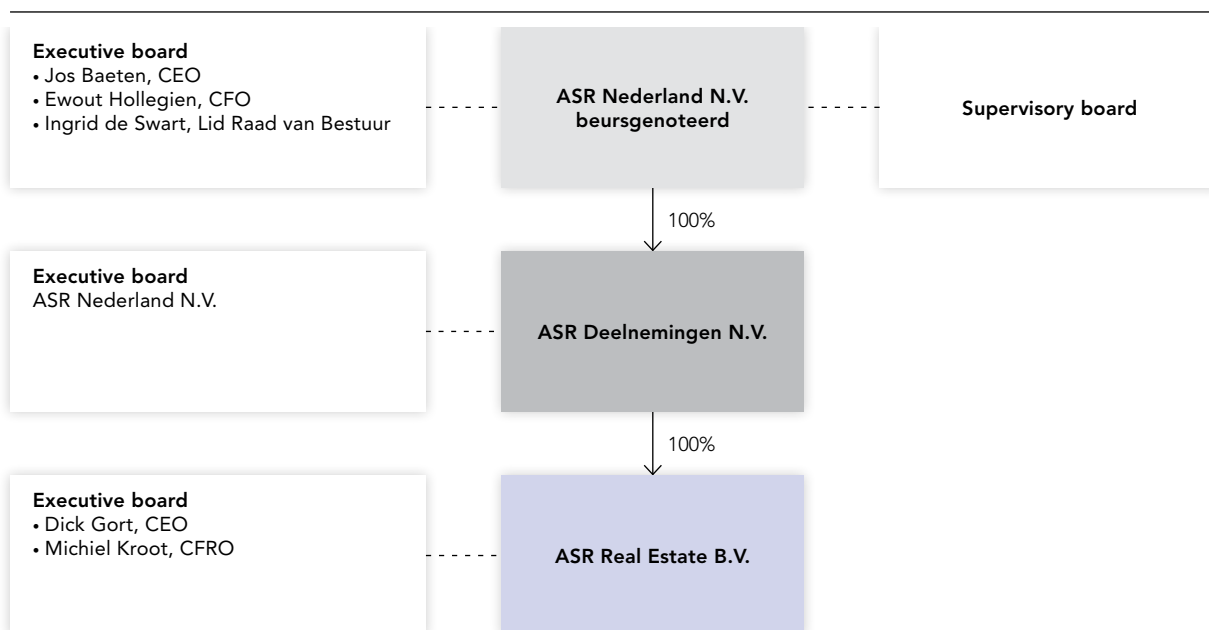 Executive board
• Jos Baeten, CEO
• Ewout Hollegien, CFO
• Ingrid de Swart, Lid Raad van Bestuur
ASR Nederland N.V.
beursgenoteerd
Supervisory board
100%
Executive board
ASR Nederland N.V.
ASR Deelnemingen N.V.
100%
Executive board
• Dick Gort, CEO
• Michiel Kroot, CFRO
ASR Real Estate B.V.